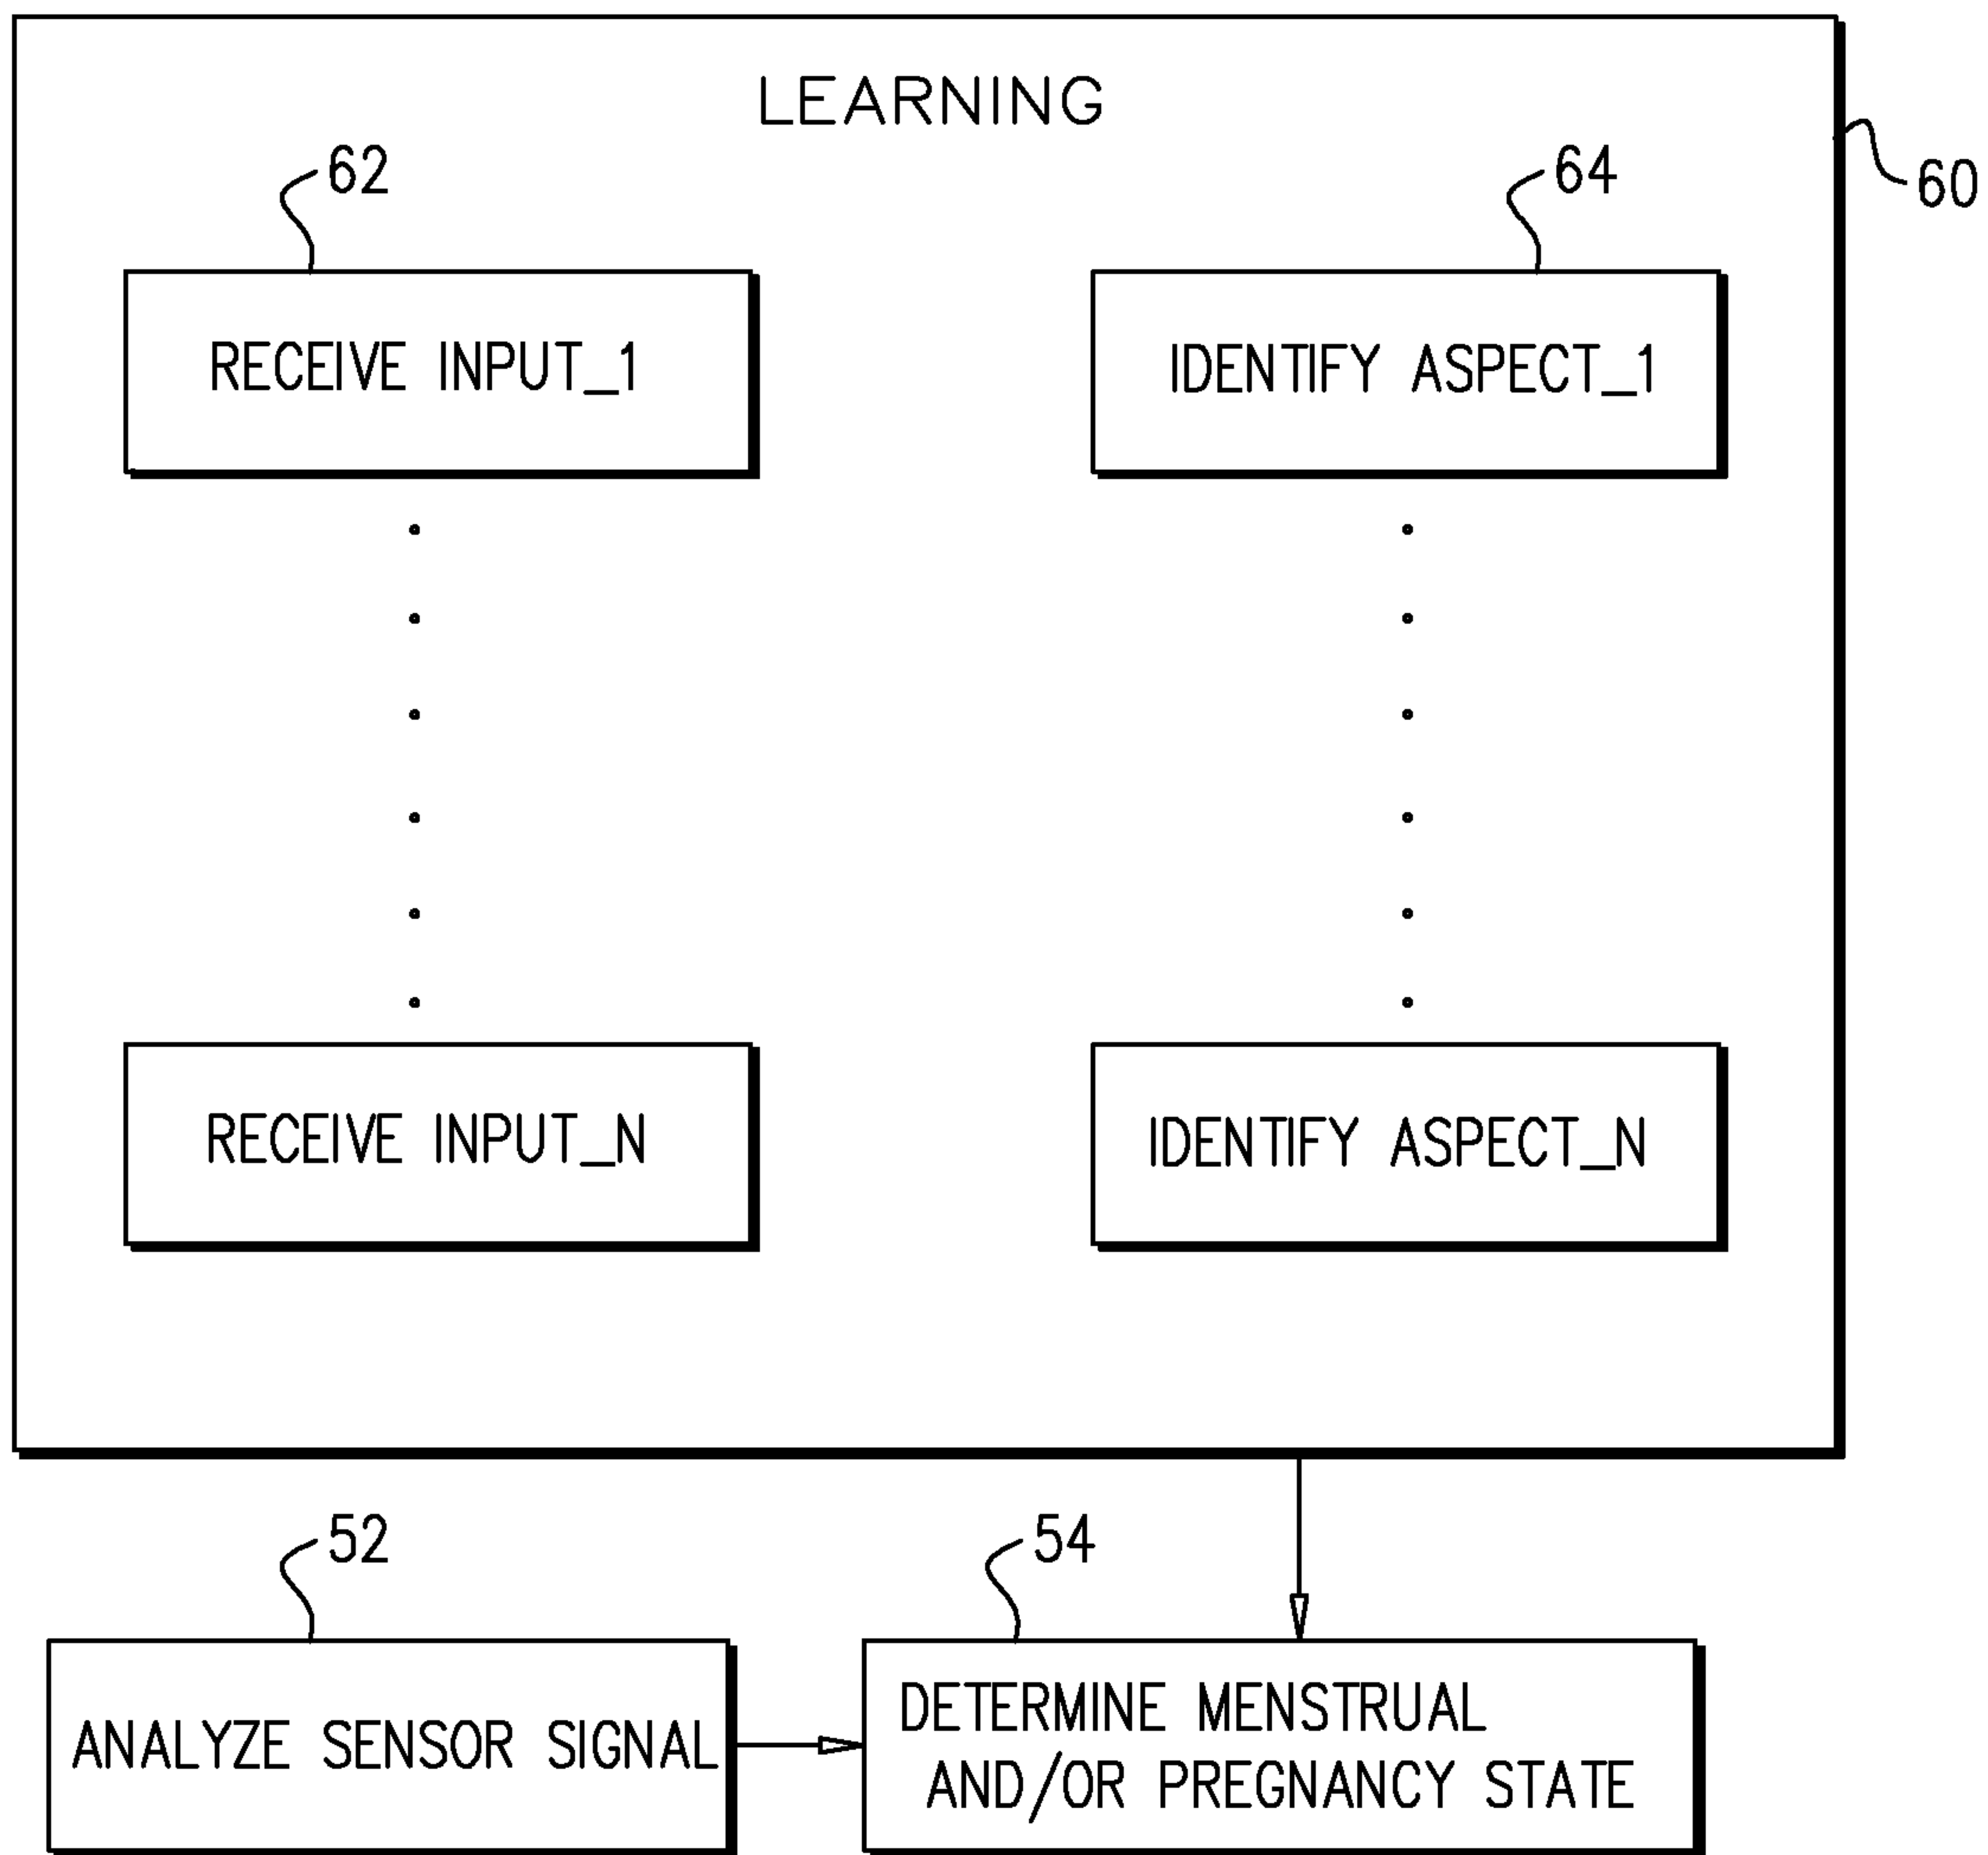 LEARNING
62
64
60
RECEIVE INPUT_1
IDENTIFY ASPECT_1
RECEIVE INPUT_N
IDENTIFY ASPECT_N
52
54
ANALYZE SENSOR SIGNAL
DETERMINE MENSTRUAL
AND/OR PREGNANCY STATE